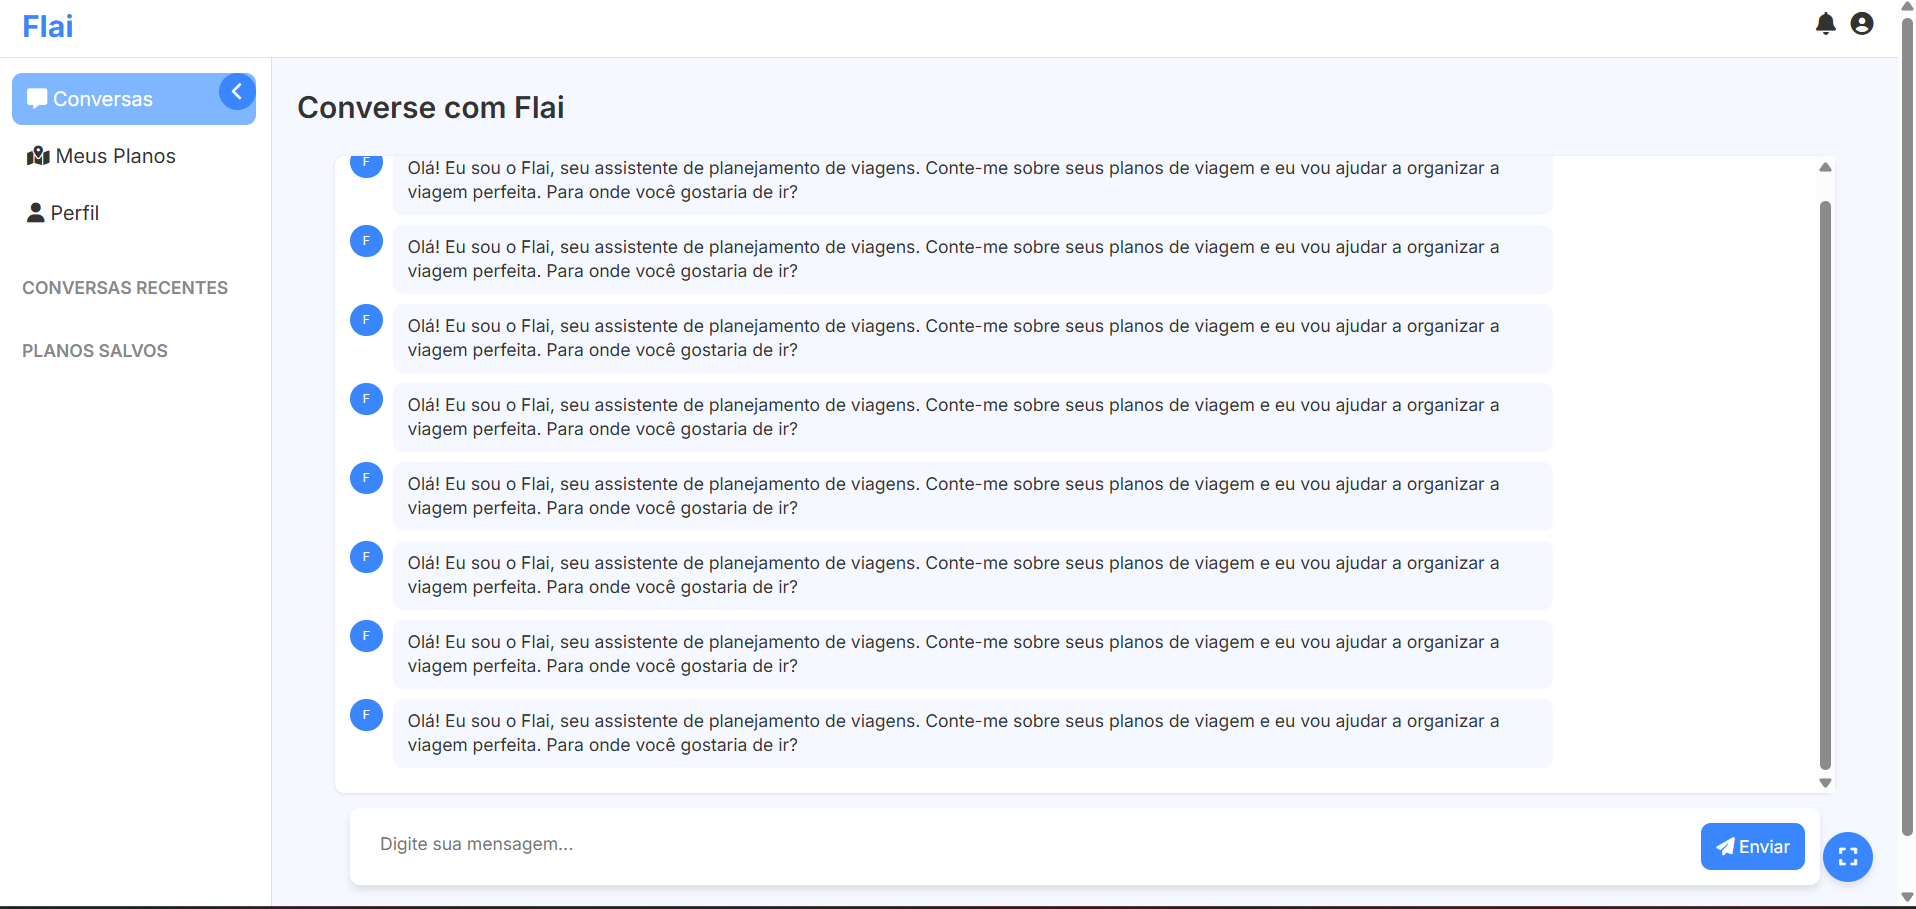 Flai
Conversas
Meus Planos
Perfil
CONVERSAS RECENTES
PLANOS SALVOS
Converse com Flai
F
Olá! Eu sou o Flai, seu assistente de planejamento de viagens. Conte-me sobre seus planos de viagem e eu vou ajudar a organizar a
viagem perfeita. Para onde você gostaria de ir?
F
Olá! Eu sou o Flai, seu assistente de planejamento de viagens. Conte-me sobre seus planos de viagem e eu vou ajudar a organizar a
viagem perfeita. Para onde você gostaria de ir?
F
Olá! Eu sou o Flai, seu assistente de planejamento de viagens. Conte-me sobre seus planos de viagem e eu vou ajudar a organizar a
viagem perfeita. Para onde você gostaria de ir?
F
Olá! Eu sou o Flai, seu assistente de planejamento de viagens. Conte-me sobre seus planos de viagem e eu vou ajudar a organizar a
viagem perfeita. Para onde você gostaria de ir?
F
Olá! Eu sou o Flai, seu assistente de planejamento de viagens. Conte-me sobre seus planos de viagem e eu vou ajudar a organizar a
viagem perfeita. Para onde você gostaria de ir?
F
Olá! Eu sou o Flai, seu assistente de planejamento de viagens. Conte-me sobre seus planos de viagem e eu vou ajudar a organizar a
viagem perfeita. Para onde você gostaria de ir?
F
Olá! Eu sou o Flai, seu assistente de planejamento de viagens. Conte-me sobre seus planos de viagem e eu vou ajudar a organizar a
viagem perfeita. Para onde você gostaria de ir?
F
Olá! Eu sou o Flai, seu assistente de planejamento de viagens. Conte-me sobre seus planos de viagem e eu vou ajudar a organizar a
viagem perfeita. Para onde você gostaria de ir?
Digite sua mensagem...
Enviar